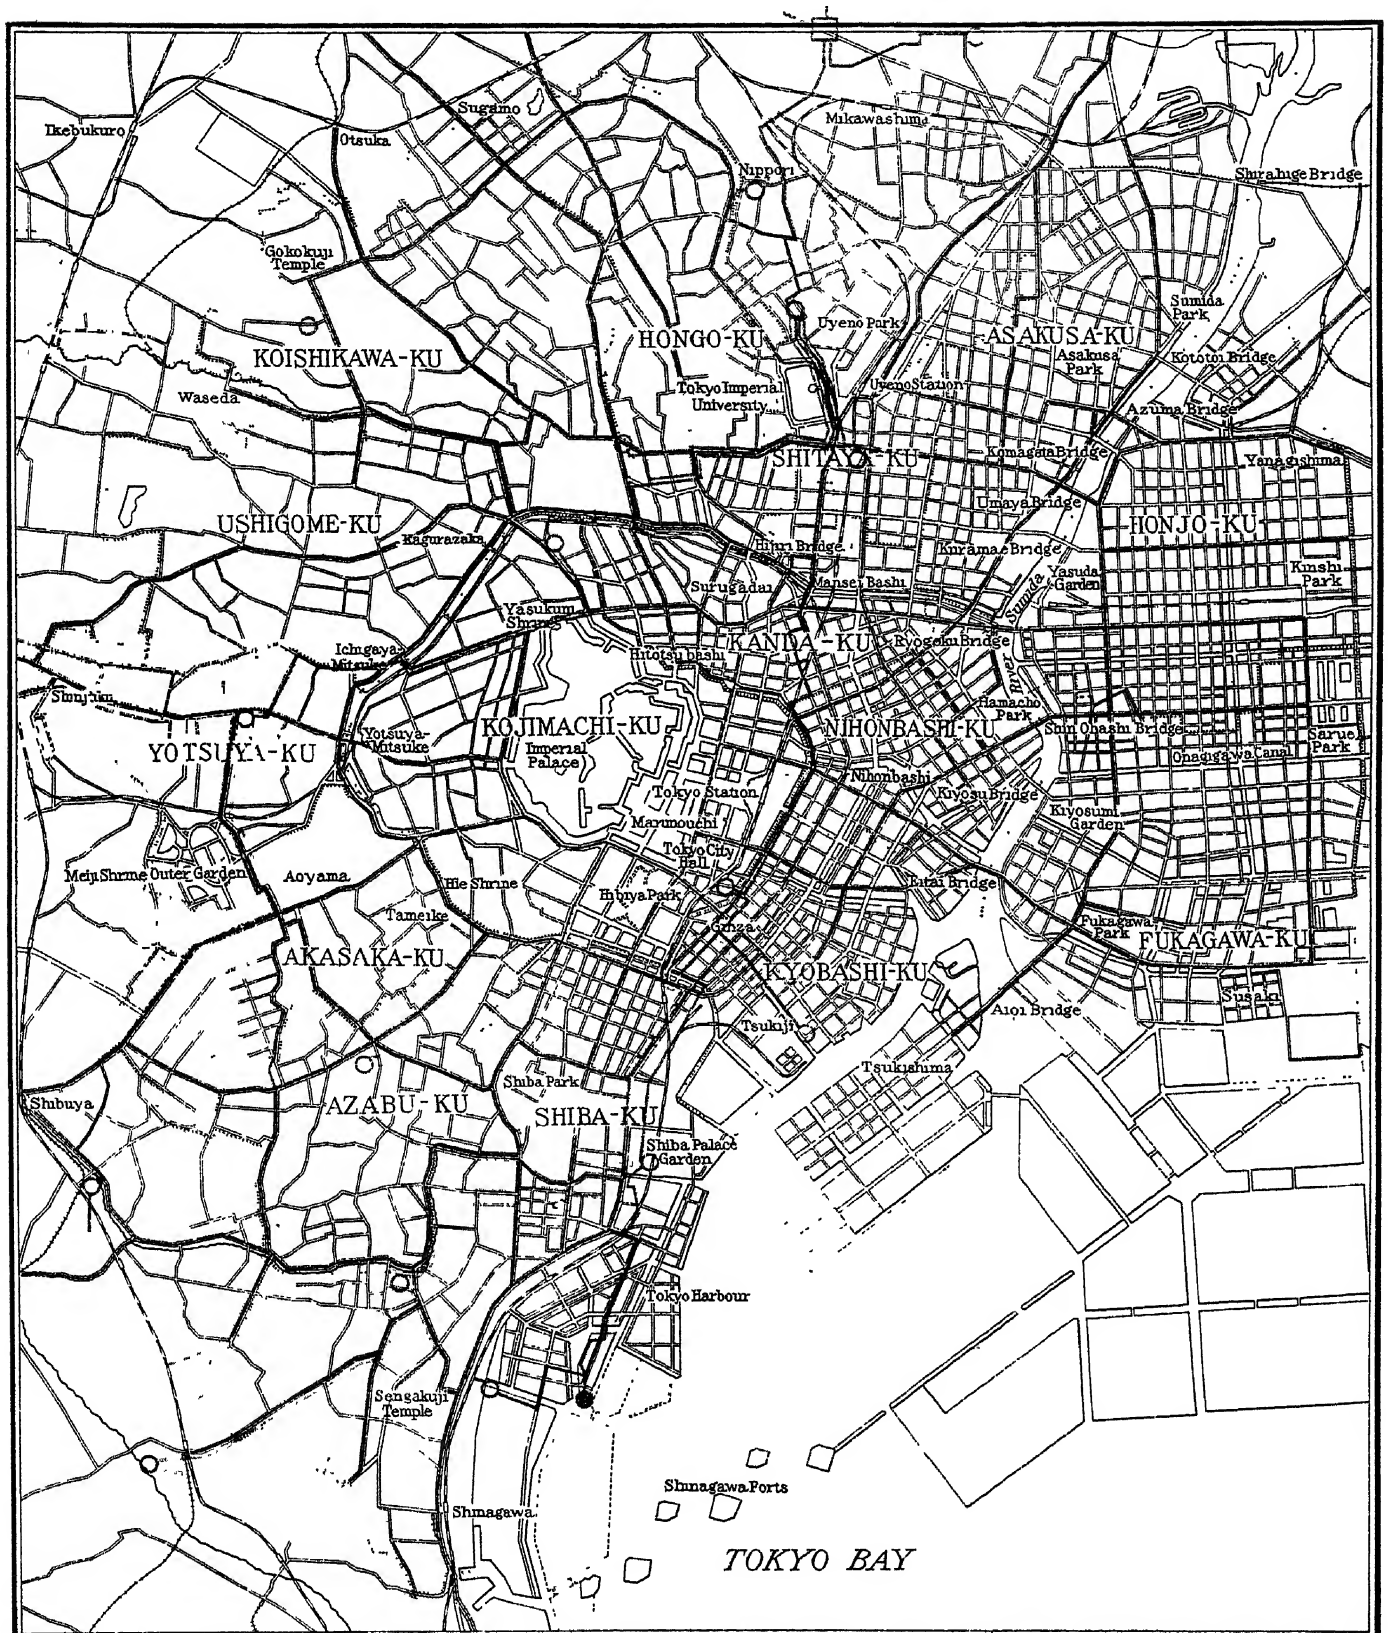 Sugamo
Ikebukuro
Otsuka
Mikawashima
Nippori
Shirahige Bridge
Gokokuji
Temple
Sumida
Park
Uyeno Park
HONGO-KU
ASAKUSA-KU
KOISHIKAWA-KU
Asakusa
Park
Kototoi Bridge
Tokyo Imperial
University
Uyeno Station
Waseda
Azuma Bridge
SHITAYA-KU
Komagata Bridge
Yanagishima
Umaya Bridge
USHIGOME-KU
HONJO-KU
Kagurazaka
Hijiri Bridge
Kuramae Bridge
Kinshi
Park
Surugadai
Mansei Bashi
Yasuda
Garden
Yasukuni
Shrine
Sumida
River
KANDA-KU
Ryogoku Bridge
Ichigaya-
Mitsuke
Hitotsubashi
Shinjuku
Hamacho
Park
KOJIMACHI-KU
NIHONBASHI-KU
Shin Ohashi Bridge
Sarue
Park
YOTSUYA-KU
Yotsuya-
Mitsuke
Imperial
Palace
Onagigawa Canal
Nihonbashi
Tokyo Station
Kiyosu Bridge
Kiyosumi
Garden
Marunouchi
Tokyo City
Hall
Meiji Shrine Outer Garden
Aoyama
Hie Shrine
Hibiya Park
Eitai Bridge
Tameike
Ginza
Fukagawa
Park
FUKAGAWA-KU
AKASAKA-KU
KYOBASHI-KU
Susaki
Aioi Bridge
Tsukiji
Tsukishima
Shiba Park
Shibuya
AZABU-KU
SHIBA-KU
Shiba Palace
Garden
Tokyo Harbour
Sengakuji
Temple
Shinagawa Forts
Shinagawa
TOKYO BAY